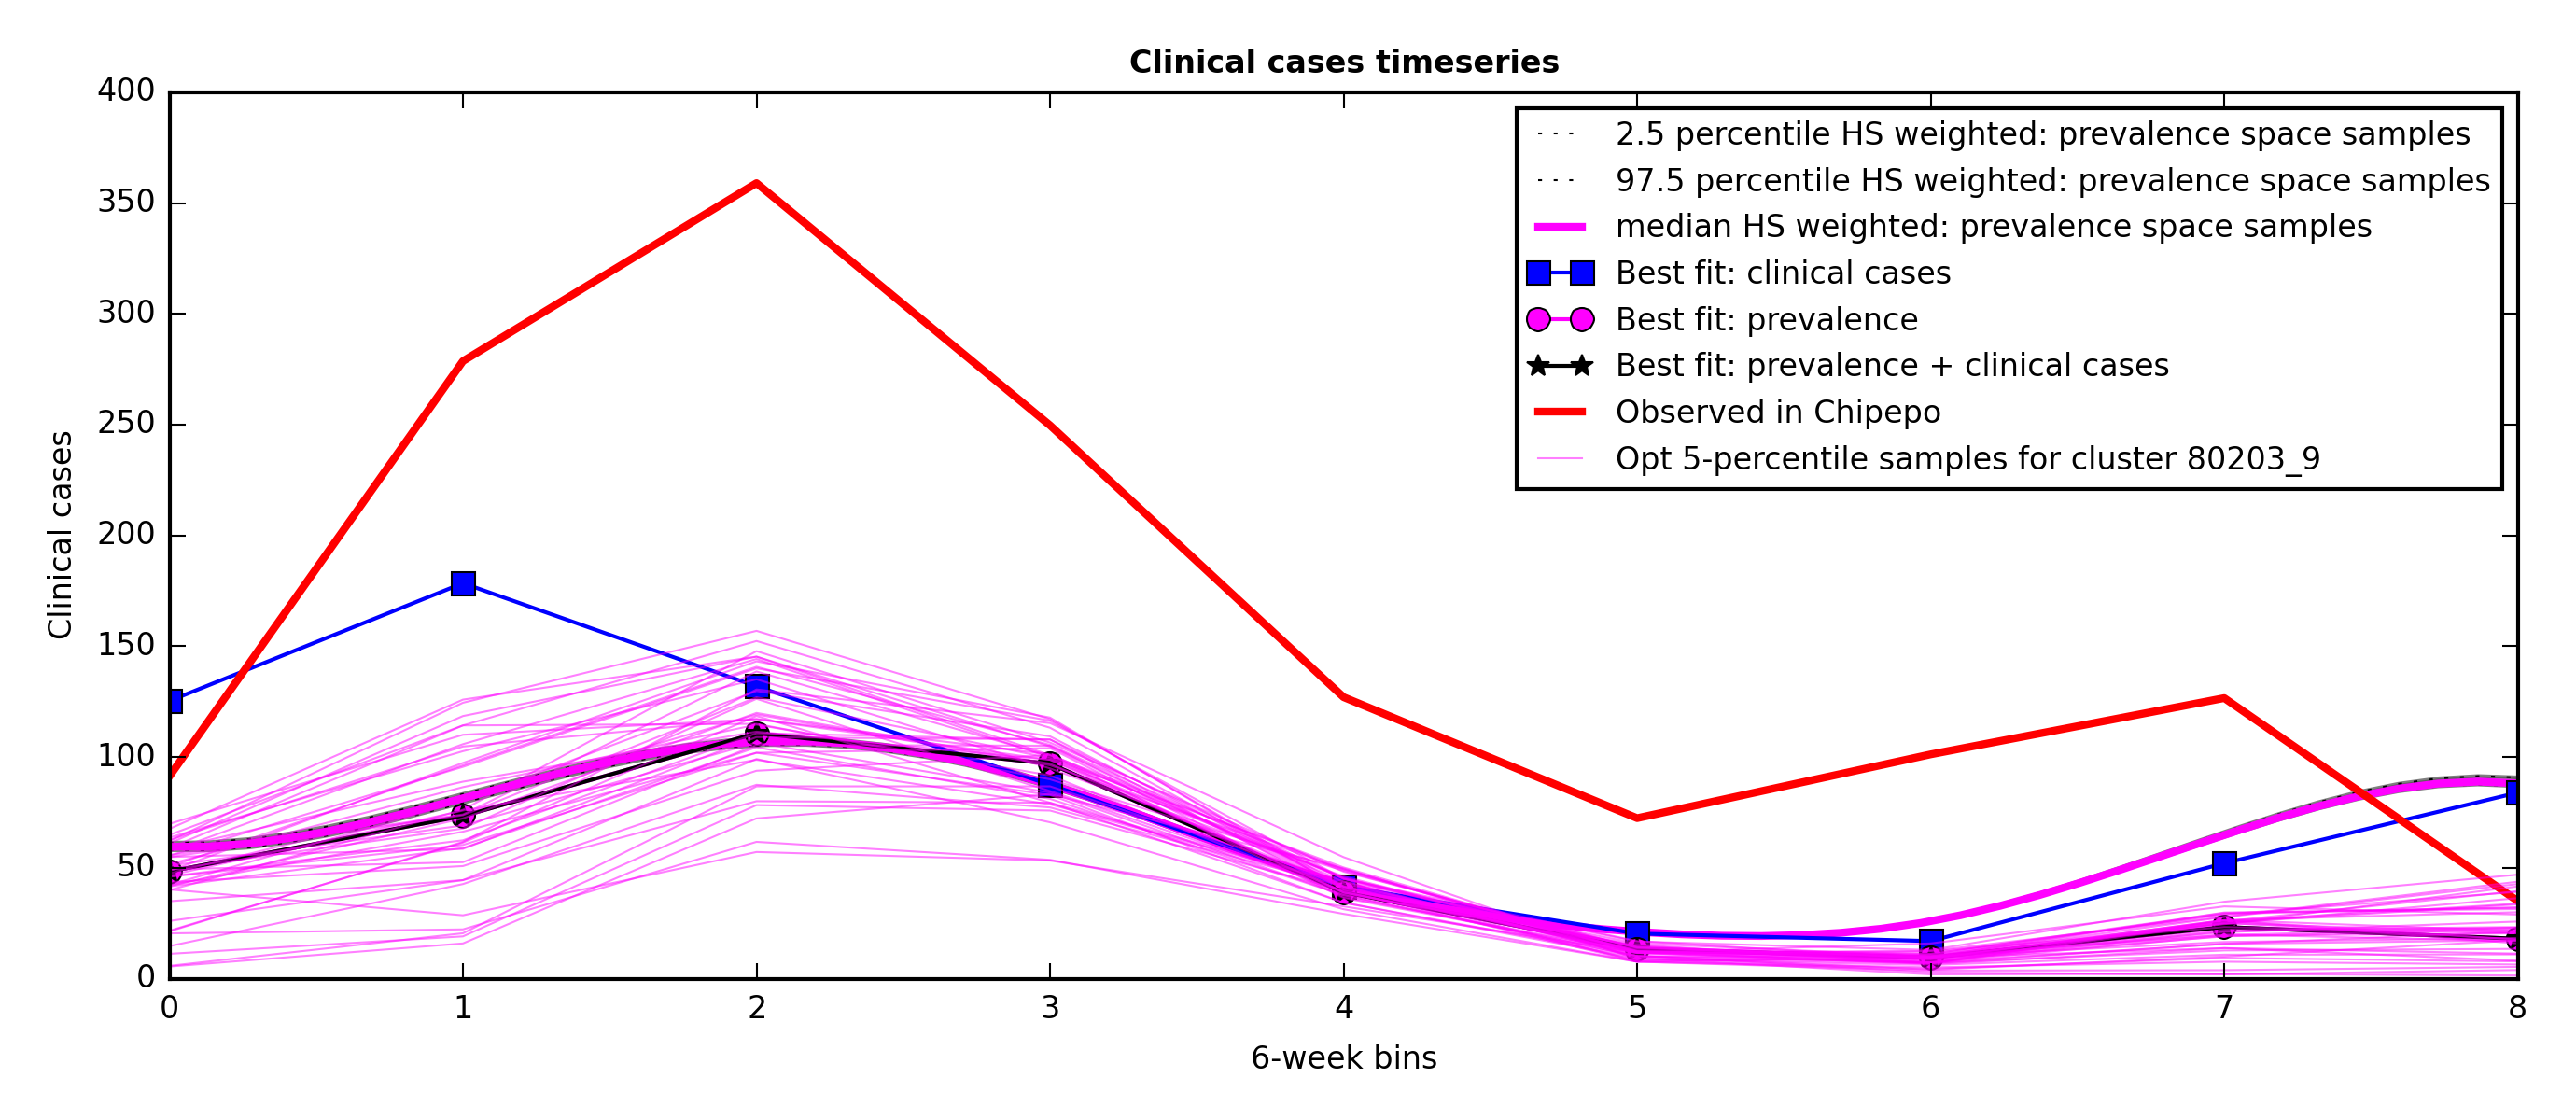 Clinical cases timeseries
400
350
300
250
200
150
100
50
0
Clinical cases
2.5 percentile HS weighted: prevalence space samples
97.5 percentile HS weighted: prevalence space samples
median HS weighted: prevalence space samples
Best fit: clinical cases
Best fit: prevalence
Best fit: prevalence + clinical cases
Observed in Chipepo
Opt 5-percentile samples for cluster 80203_9
0 1 2 3 4 5 6 7 8
6-week bins